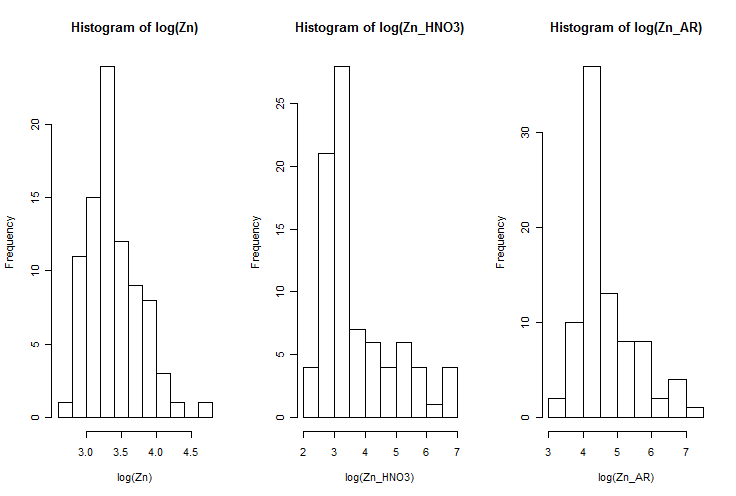 Histogram of log(Zn)
Frequency
0
5
10
15
20
3.0 3.5 4.0 4.5
log(Zn)
Histogram of log(Zn_HNO3)
Frequency
0
5
10
15
20
25
2 3 4 5 6 7
log(Zn_HNO3)
Histogram of log(Zn_AR)
Frequency
0
10
20
30
3 4 5 6 7
log(Zn_AR)